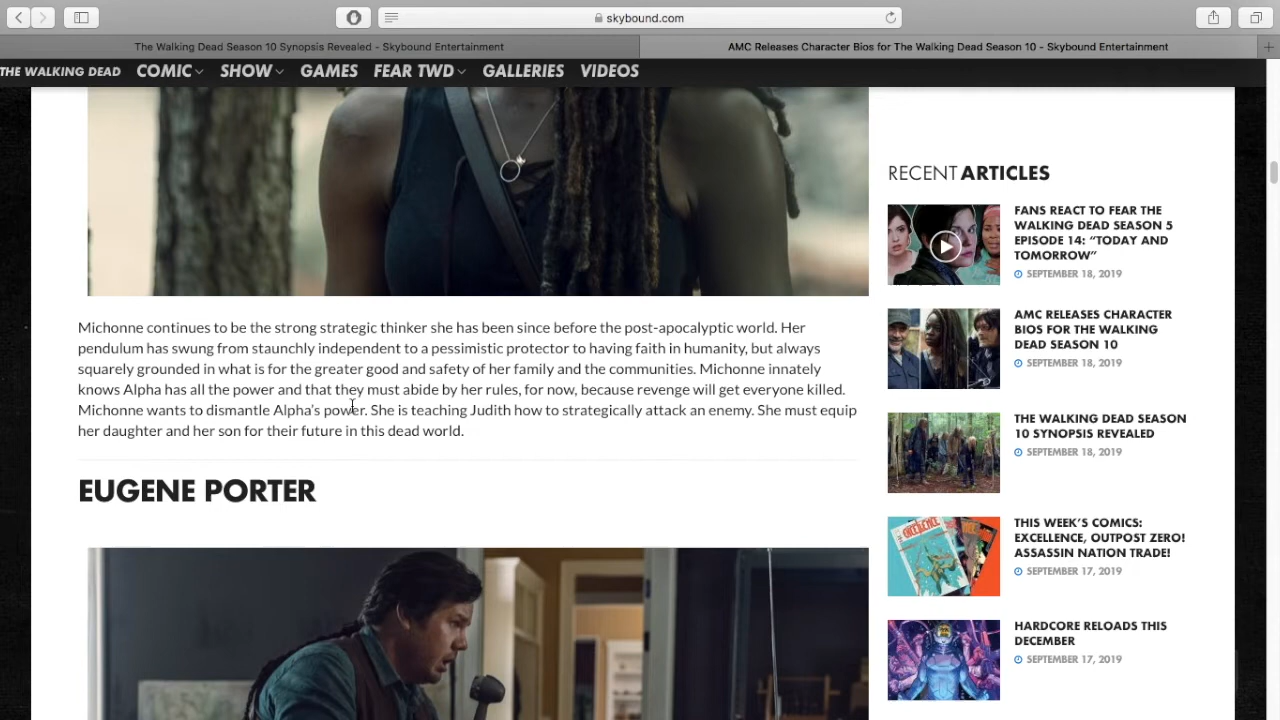 skybound.com
The Walking Dead Season 10 Synopsis Revealed - Skybound Entertainment
AMC Releases Character Bios for The Walking Dead Season 10 - Skybound Entertainment
THE WALKING DEAD COMIC SHOW GAMES FEAR TWD GALLERIES VIDEOS
Michonne continues to be the strong strategic thinker she has been since before the post-apocalyptic world. Her
pendulum has swung from staunchly independent to a pessimistic protector to having faith in humanity, but always
squarely grounded in what is for the greater good and safety of her family and the communities. Michonne innately
knows Alpha has all the power and that they must abide by her rules, for now, because revenge will get everyone killed.
Michonne wants to dismantle Alpha's power. She is teaching Judith how to strategically attack an enemy. She must equip
her daughter and her son for their future in this dead world.
EUGENE PORTER
RECENT ARTICLES
FANS REACT TO FEAR THE
WALKING DEAD SEASON 5
EPISODE 14: “TODAY AND
TOMORROW”
SEPTEMBER 18, 2019
AMC RELEASES CHARACTER
BIOS FOR THE WALKING
DEAD SEASON 10
SEPTEMBER 18, 2019
THE WALKING DEAD SEASON
10 SYNOPSIS REVEALED
SEPTEMBER 18, 2019
THIS WEEK'S COMICS:
EXCELLENCE, OUTPOST ZERO!
ASSASSIN NATION TRADE!
SEPTEMBER 17, 2019
HARDCORE RELOADS THIS
DECEMBER
SEPTEMBER 17, 2019